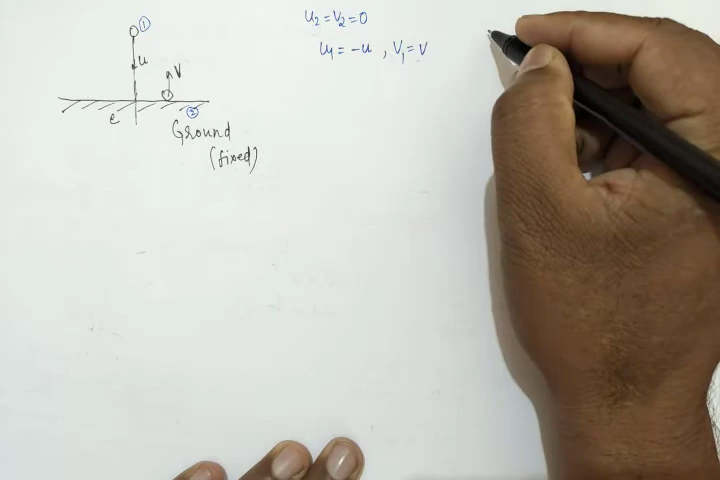 ①
u
v
e
②
Ground
(fixed)
u₂ = v₂ = 0
u₁ = -u , v₁ = v